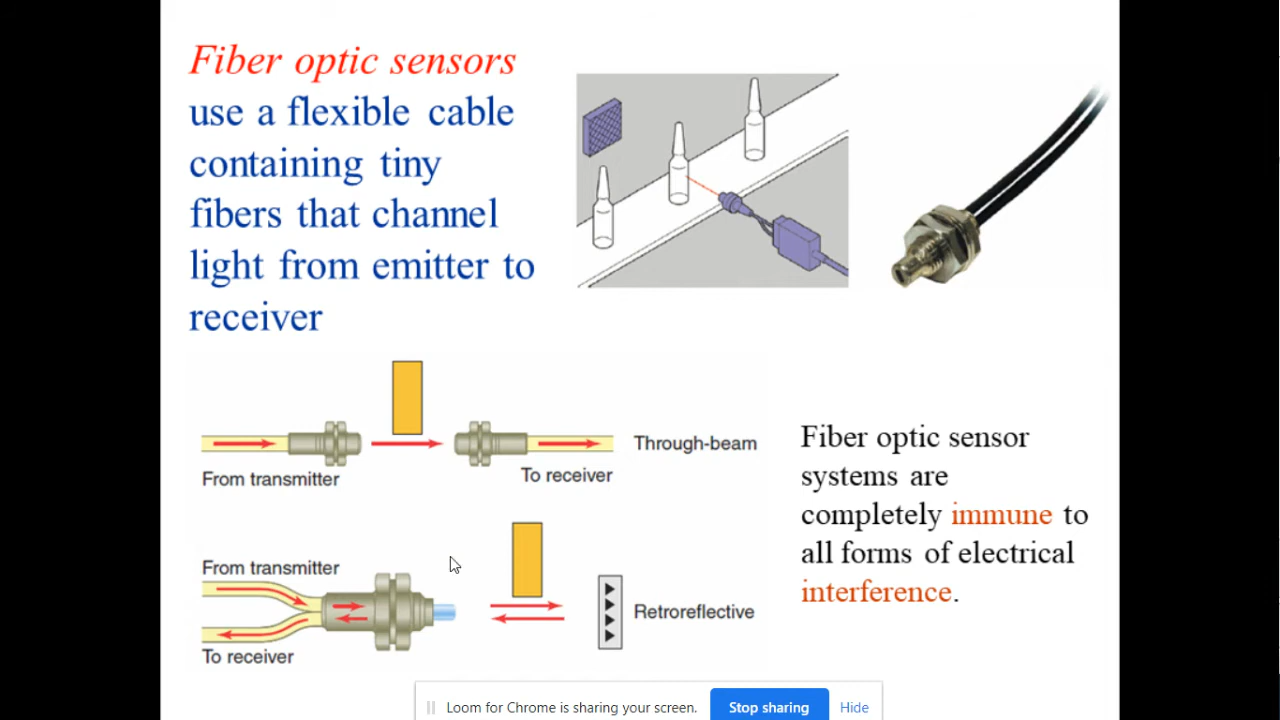 Fiber optic sensors
use a flexible cable
containing tiny
fibers that channel
light from emitter to
receiver
From transmitter
To receiver
Through-beam
From transmitter
To receiver
Retroreflective
Fiber optic sensor
systems are
completely immune to
all forms of electrical
interference.
Loom for Chrome is sharing your screen.
Stop sharing
Hide